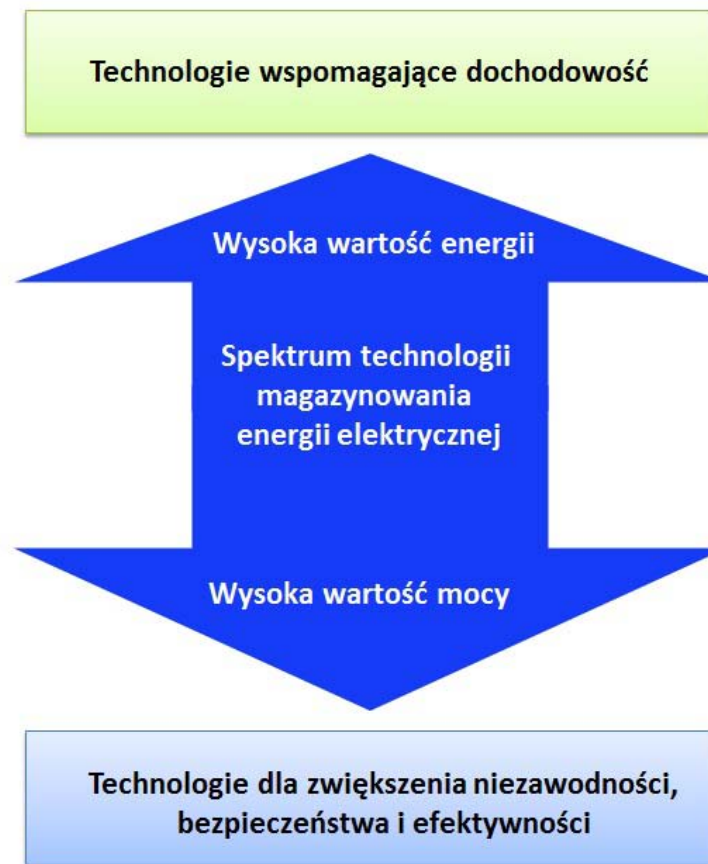 Technologie wspomagające dochodowość
Wysoka wartość energii
Spektrum technologii
magazynowania
energii elektrycznej
Wysoka wartość mocy
Technologie dla zwiększenia niezawodności,
bezpieczeństwa i efektywności